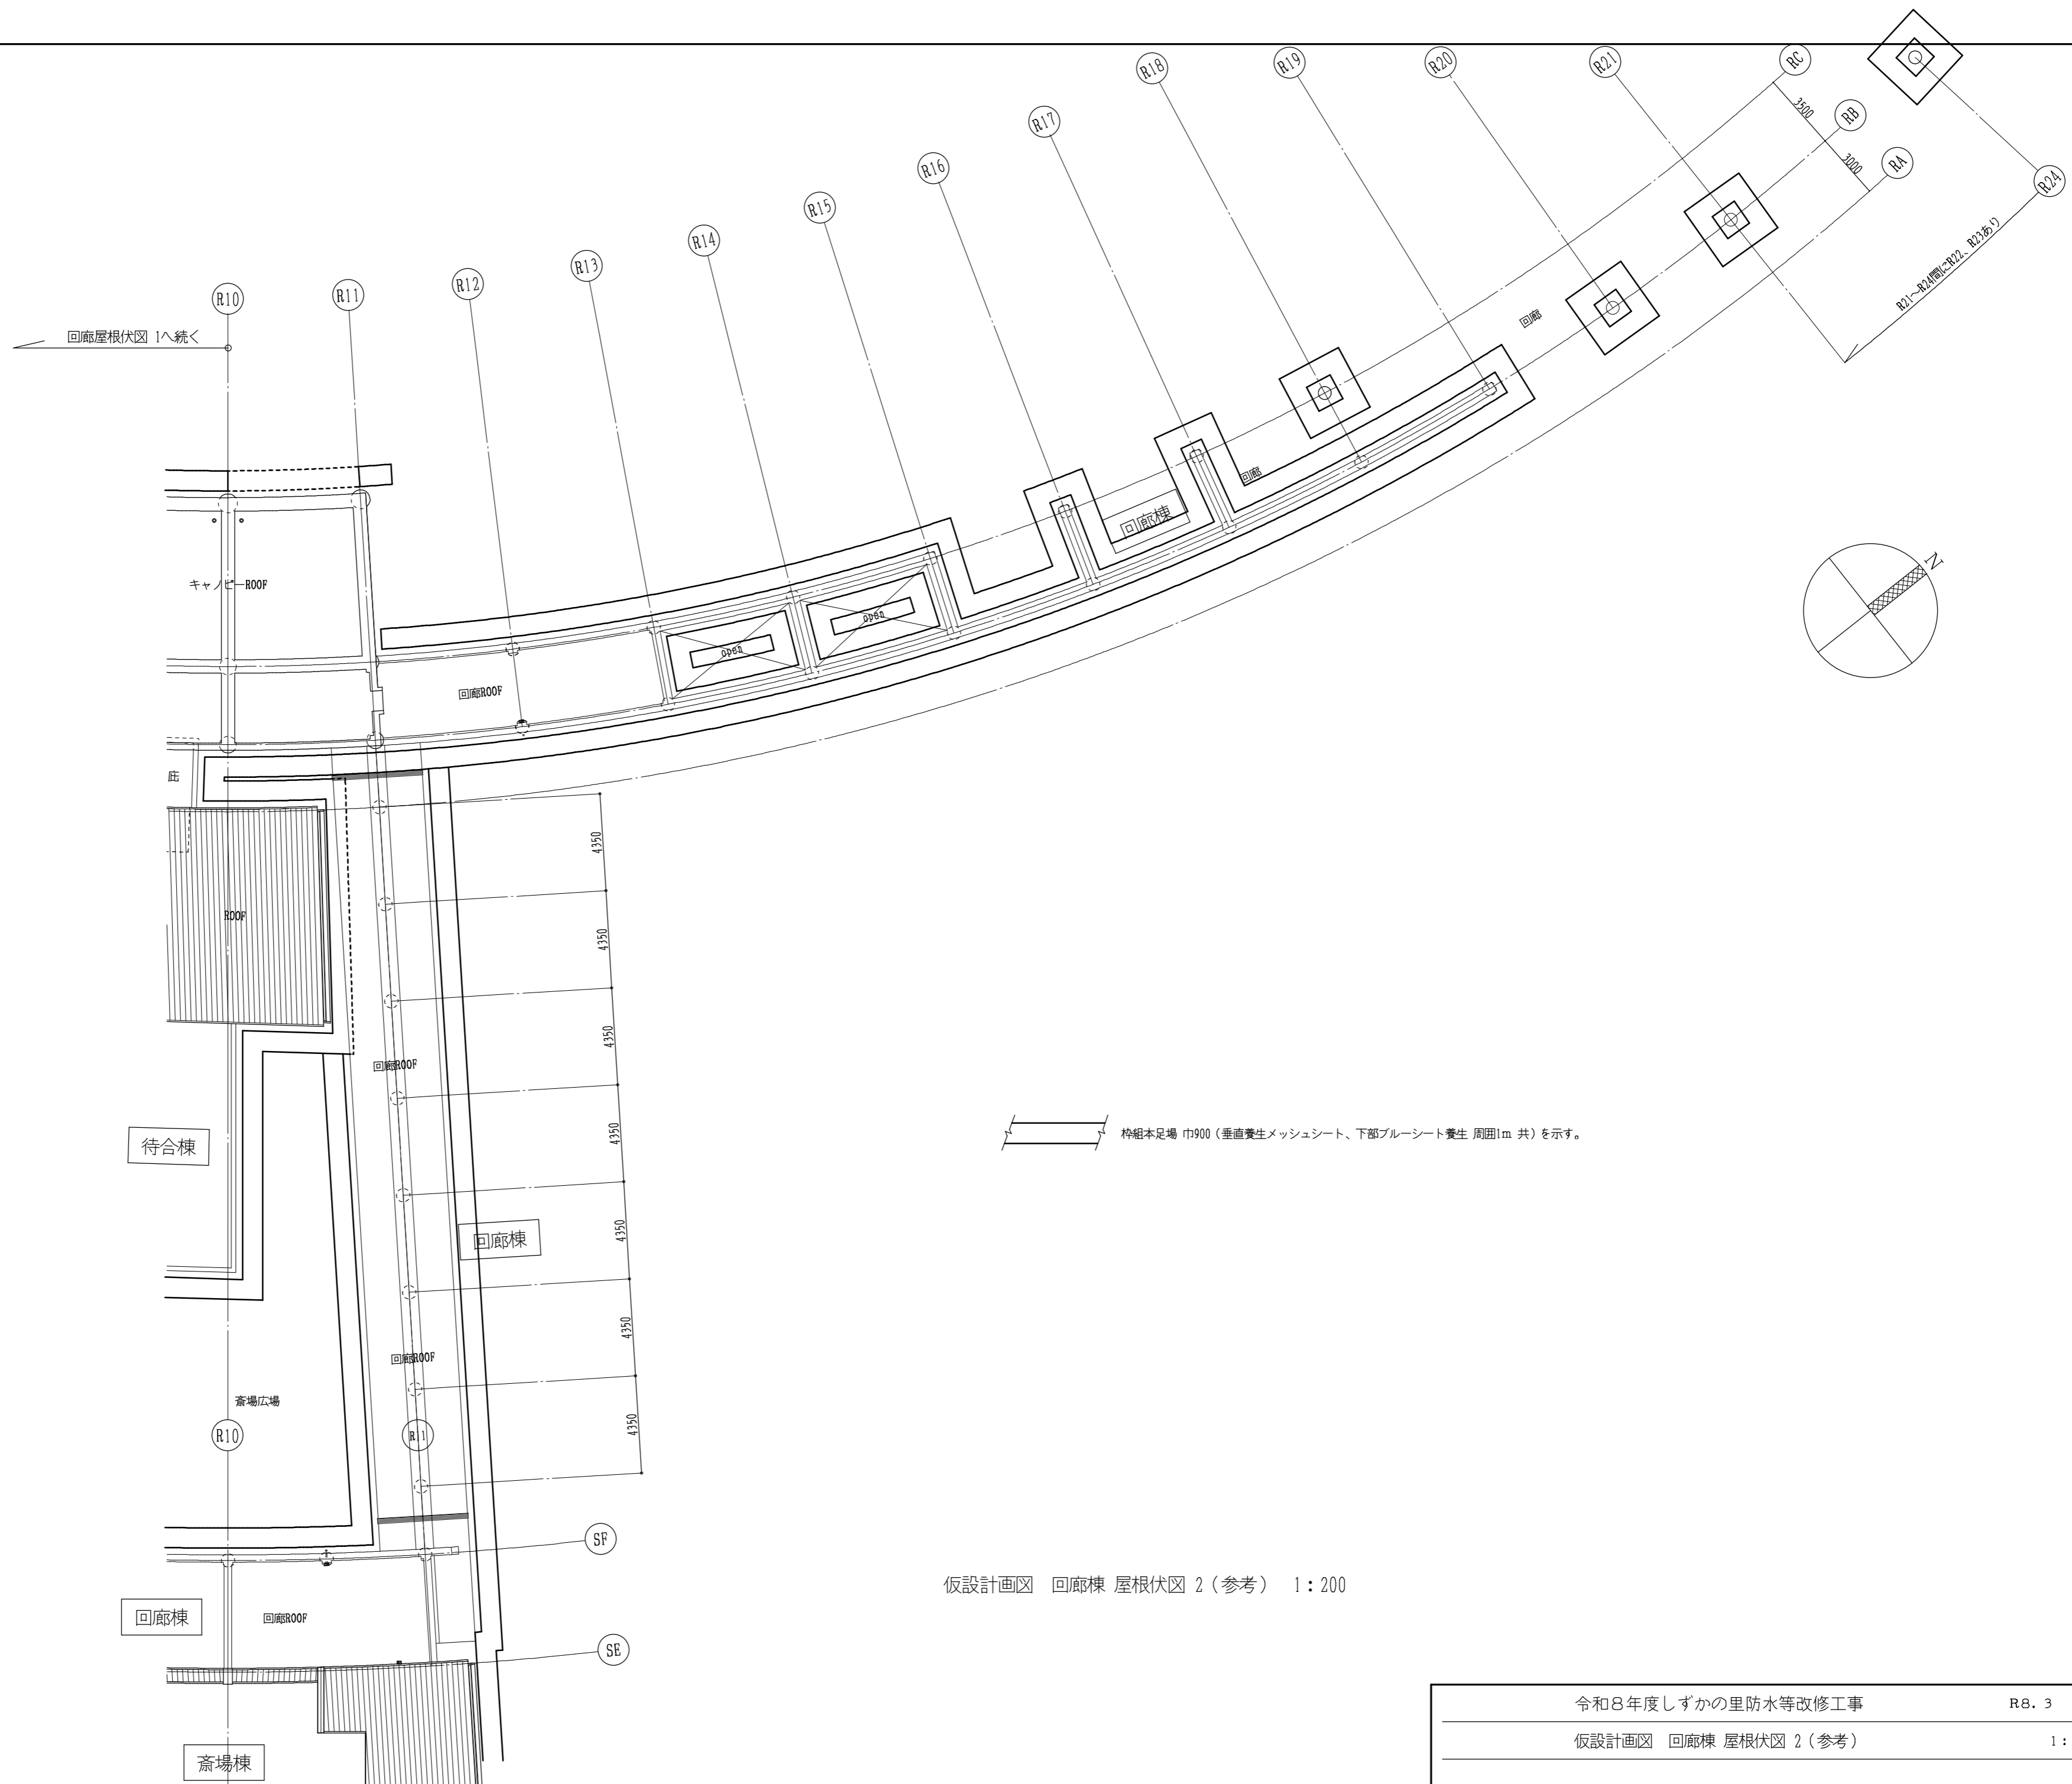 RC
R21
R20
R19
R18
R17
R16
R15
R14
R13
R12
R11
R10
RB
RA
R24
3500
3000
R21～R24間にR22、R23あり
回廊屋根伏図 1へ続く
回廊
回廊
回廊棟
N
キャノピーROOF
open
open
回廊ROOF
庇
4350
ROOF
4350
4350
回廊ROOF
4350
枠組本足場 巾900（垂直養生メッシュシート、下部ブルーシート養生 周囲1m 共）を示す。
待合棟
4350
回廊棟
4350
回廊ROOF
斎場広場
4350
R10
R11
SF
仮設計画図　回廊棟 屋根伏図 2（参考）　1：200
回廊棟
回廊ROOF
SE
斎場棟
令和８年度しずかの里防水等改修工事　R8．3
仮設計画図　回廊棟 屋根伏図 2（参考）　1：